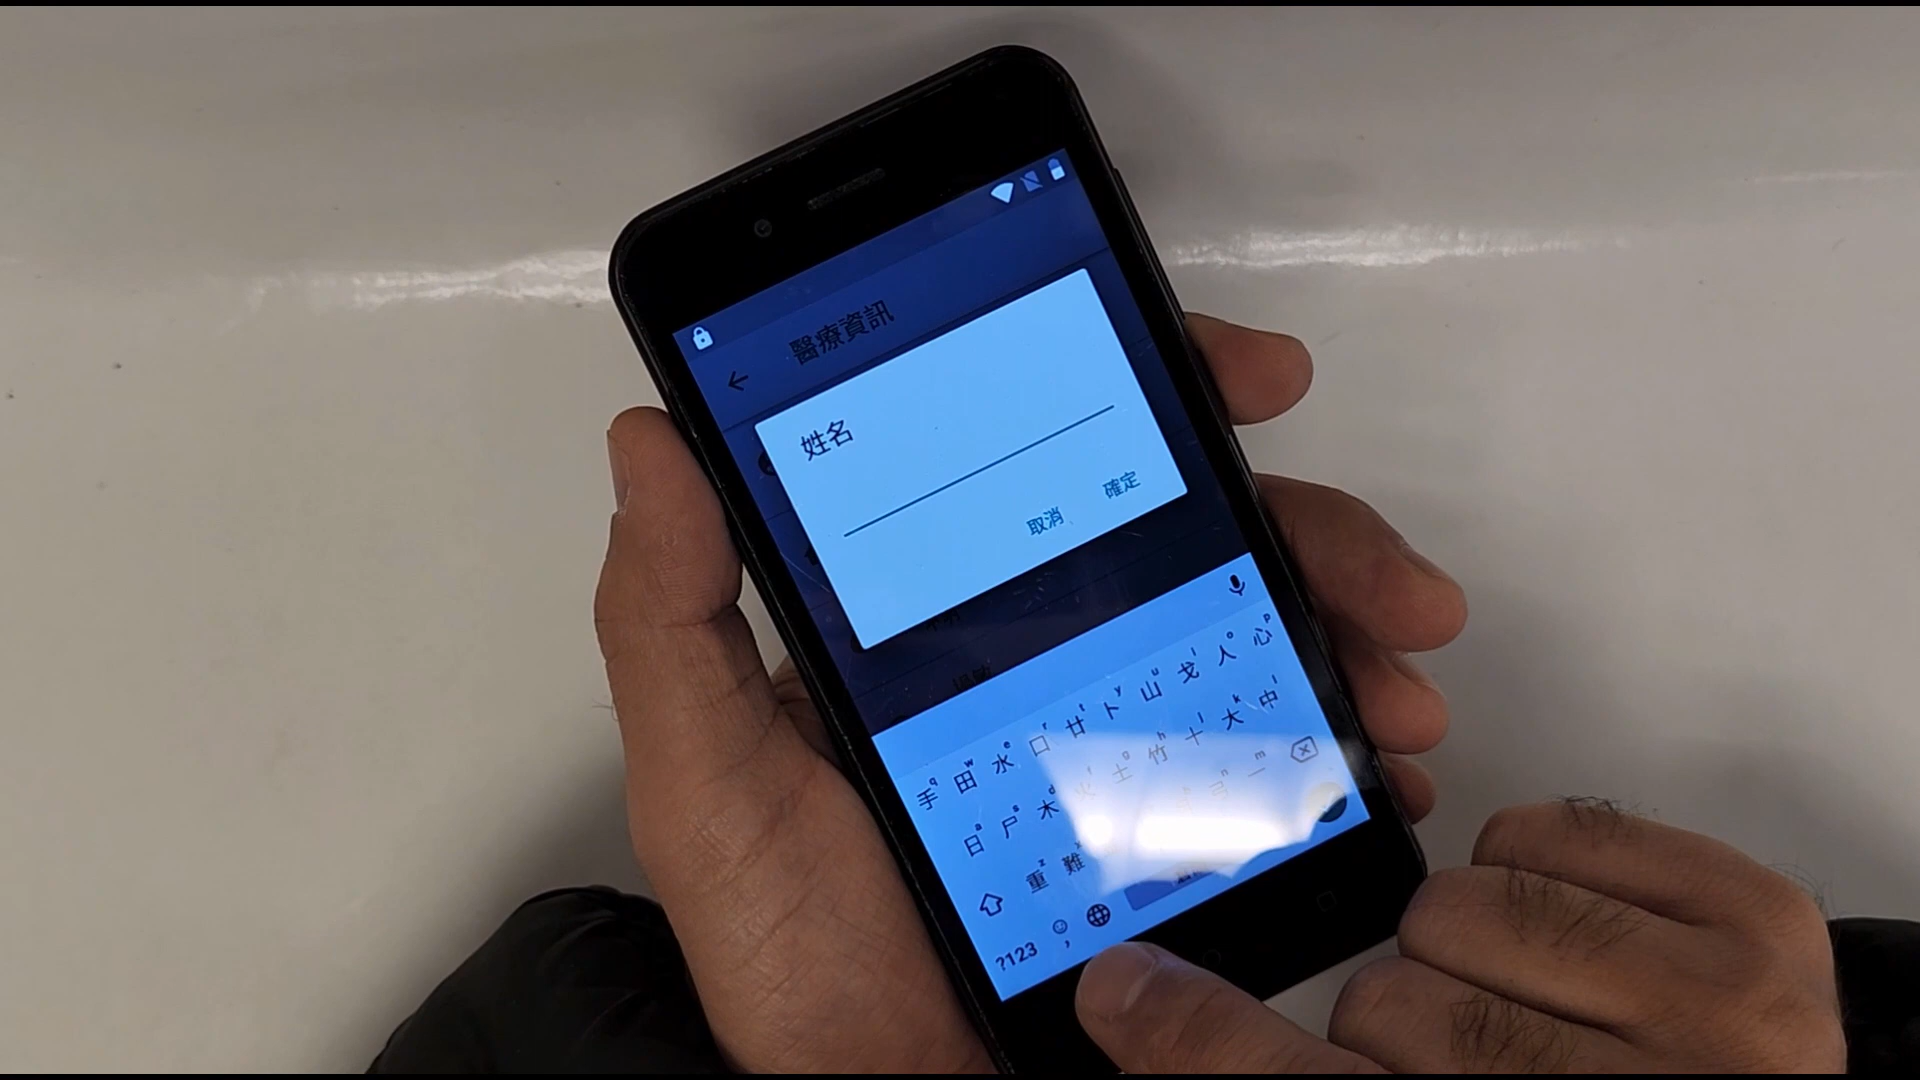 醫療資訊
姓名
取消 確定
q w e r t y u i o p
手 田 水 口 廿 卜 山 戈 人 心
a s d f g h j k l
日 尸 木 火 土 竹 十 大 中
z x n m
重 難 弓 一
?123 ,